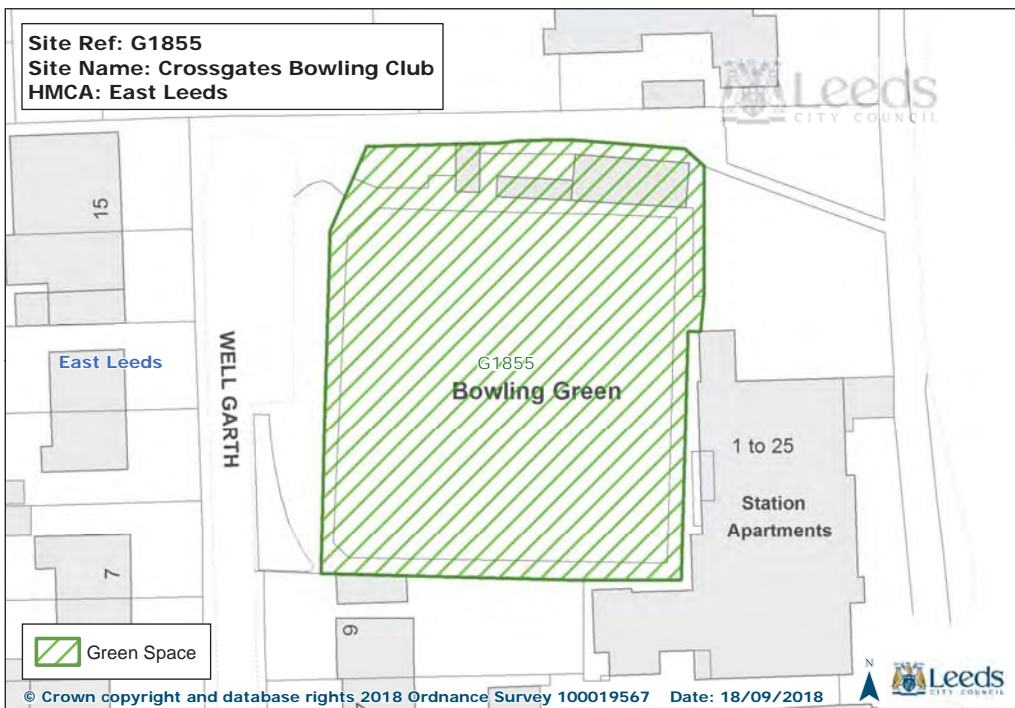 Site Ref: G1855
Site Name: Crossgates Bowling Club
HMCA: East Leeds
Leeds
CITY COUNCIL
15
WELL GARTH
East Leeds
G1855
Bowling Green
1 to 25
Station
Apartments
7
9
Green Space
N
Leeds
CITY COUNCIL
© Crown copyright and database rights 2018 Ordnance Survey 100019567 Date: 18/09/2018